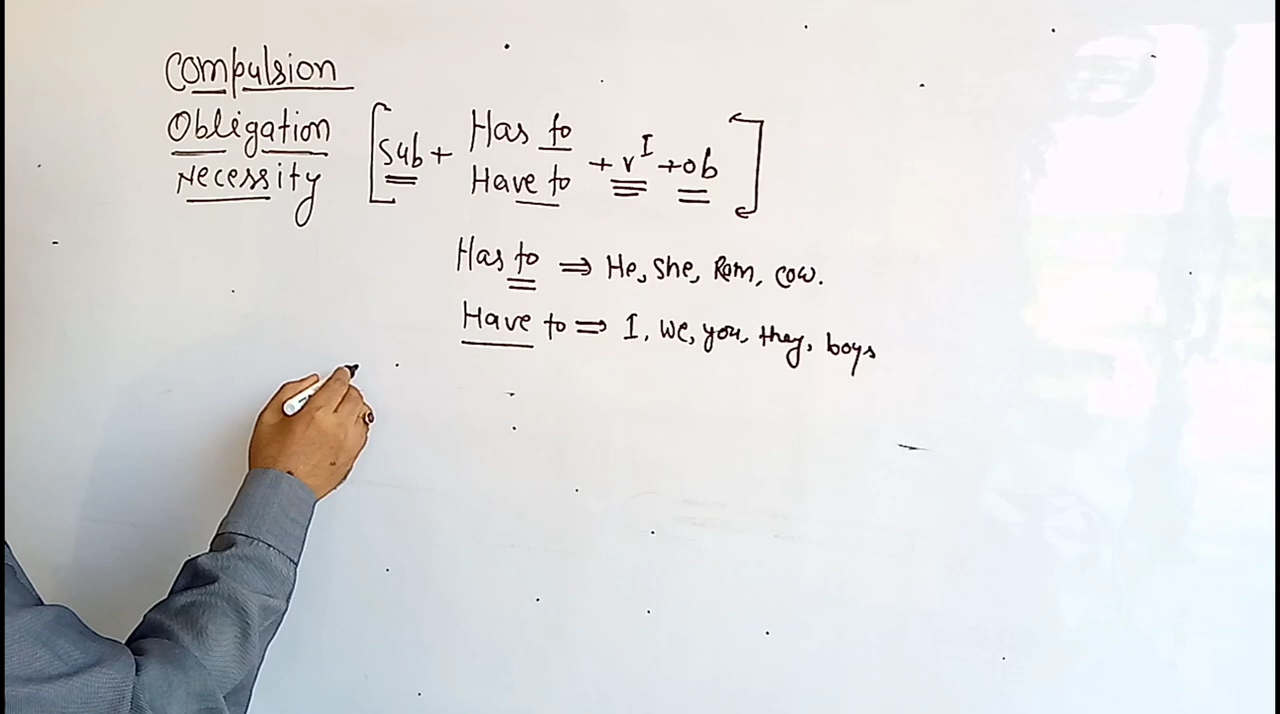 Compulsion
Obligation
Necessity
[Sub + Has to / Have to + v^I + ob]
Has to ⇒ He, She, Ram, cow.
Have to ⇒ I, we, you, they, boys